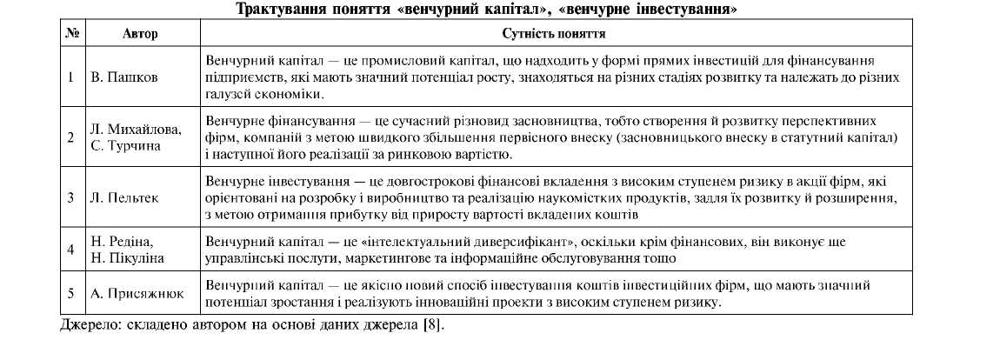 Трактування поняття «венчурний капітал», «венчурне інвестування»
№ Автор Сутність поняття
Венчурний капітал — це промисловий капітал, що надходить у формі прямих інвестицій для фінансування
1 В. Пашков підприємств, які мають значний потенціал росту, знаходяться на різних стадіях розвитку та належать до різних
галузей економіки.
Венчурне фінансування — це сучасний різновид засновництва, тобто створення й розвитку перспективних
2 Л. Михайлова, С. Турчина фірм, компаній з метою швидкого збільшення первісного внеску (засновницького внеску в статутний капітал)
і наступної його реалізації за ринковою вартістю.
Венчурне інвестування — це довгострокові фінансові вкладення з високим ступенем ризику в акції фірм, які
3 Л. Пельтек орієнтовані на розробку і виробництво та реалізацію наукомістких продуктів, задля їх розвитку й розширення,
з метою отримання прибутку від приросту вартості вкладених коштів
4 Н. Редіна, Венчурний капітал — це «інтелектуальний диверсифікант», оскільки крім фінансових, він виконує ще
Н. Пікуліна управлінські послуги, маркетингове та інформаційне обслуговування тощо
5 А. Присяжнюк Венчурний капітал — це якісно новий спосіб інвестування коштів інвестиційних фірм, що мають значний
потенціал зростання і реалізують інноваційні проекти з високим ступенем ризику.
Джерело: складено автором на основі даних джерела [8].